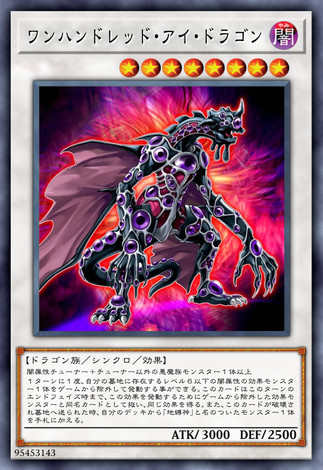 ワンハンドレッド・アイ・ドラゴン
やみ
闇
【ドラゴン族／シンクロ／効果】
闇属性チューナー＋チューナー以外の悪魔族モンスター１体以上
１ターンに１度、自分の墓地に存在するレベル６以下の闇属性の効果モンスタ
ー１体をゲームから除外して発動する事ができる。このカードはこのターンの
エンドフェイズ時まで、この効果を発動するためにゲームから除外した効果モ
ンスターと同名カードとして扱い、同じ効果を得る。また、このカードが破壊さ
れ墓地へ送られた時、自分のデッキから「地縛神」と名のついたモンスター１体
を手札に加える。
ATK/ 3000 DEF/2500
95453143